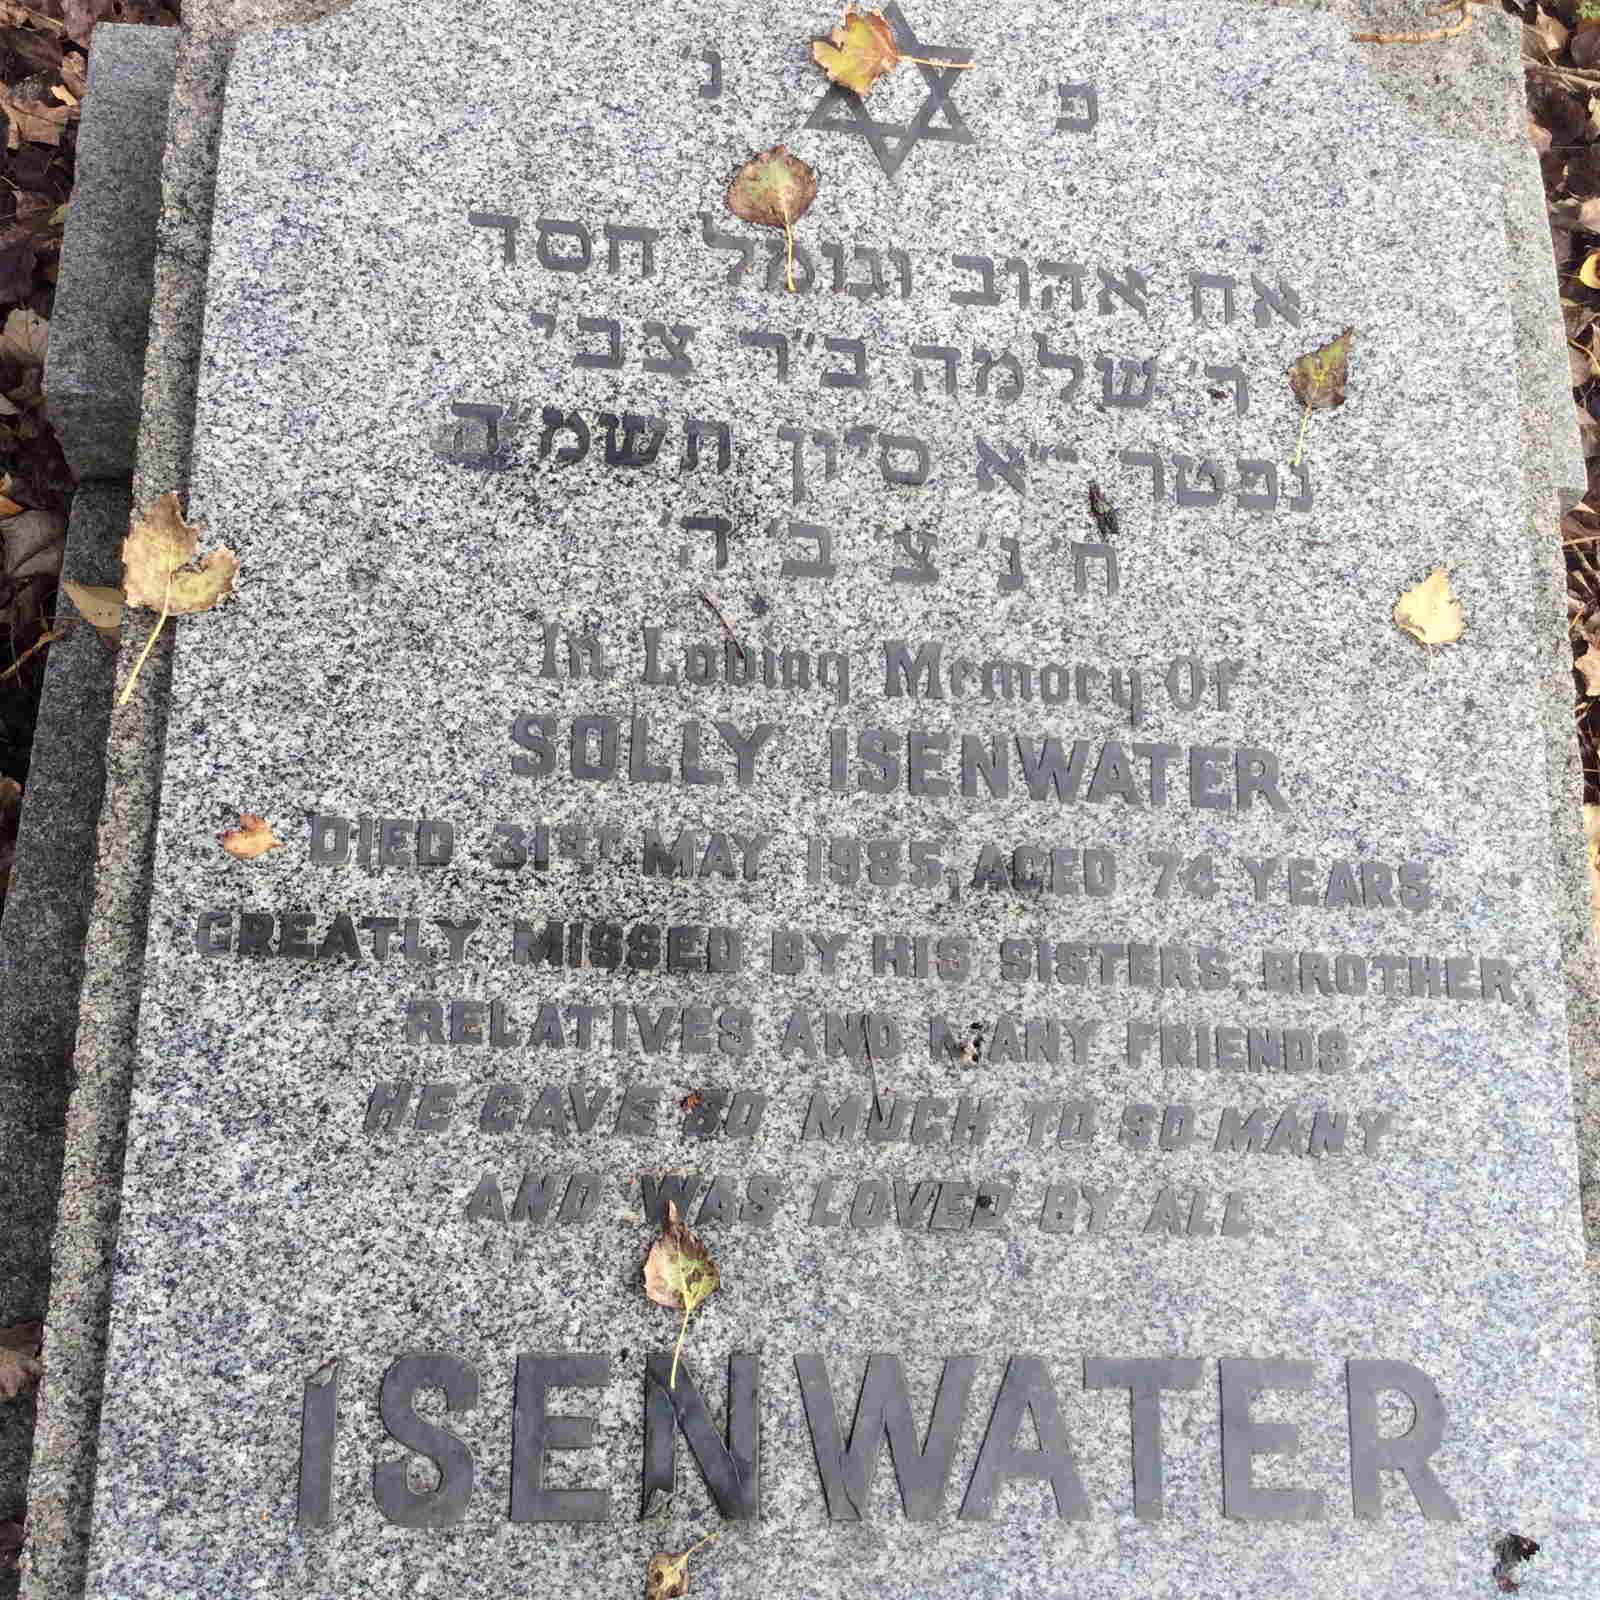 פ' נ'
אח אהוב וגומל חסד
ר' שלמה ב"ר צבי
נפטר י"א סיון תשמ"ה
ת' נ' צ' ב' ה'
In Loving Memory Of
SOLLY ISENWATER
DIED 31ST MAY 1985, AGED 74 YEARS.
GREATLY MISSED BY HIS SISTERS, BROTHER,
RELATIVES AND MANY FRIENDS.
HE GAVE SO MUCH TO SO MANY
AND WAS LOVED BY ALL.
ISENWATER